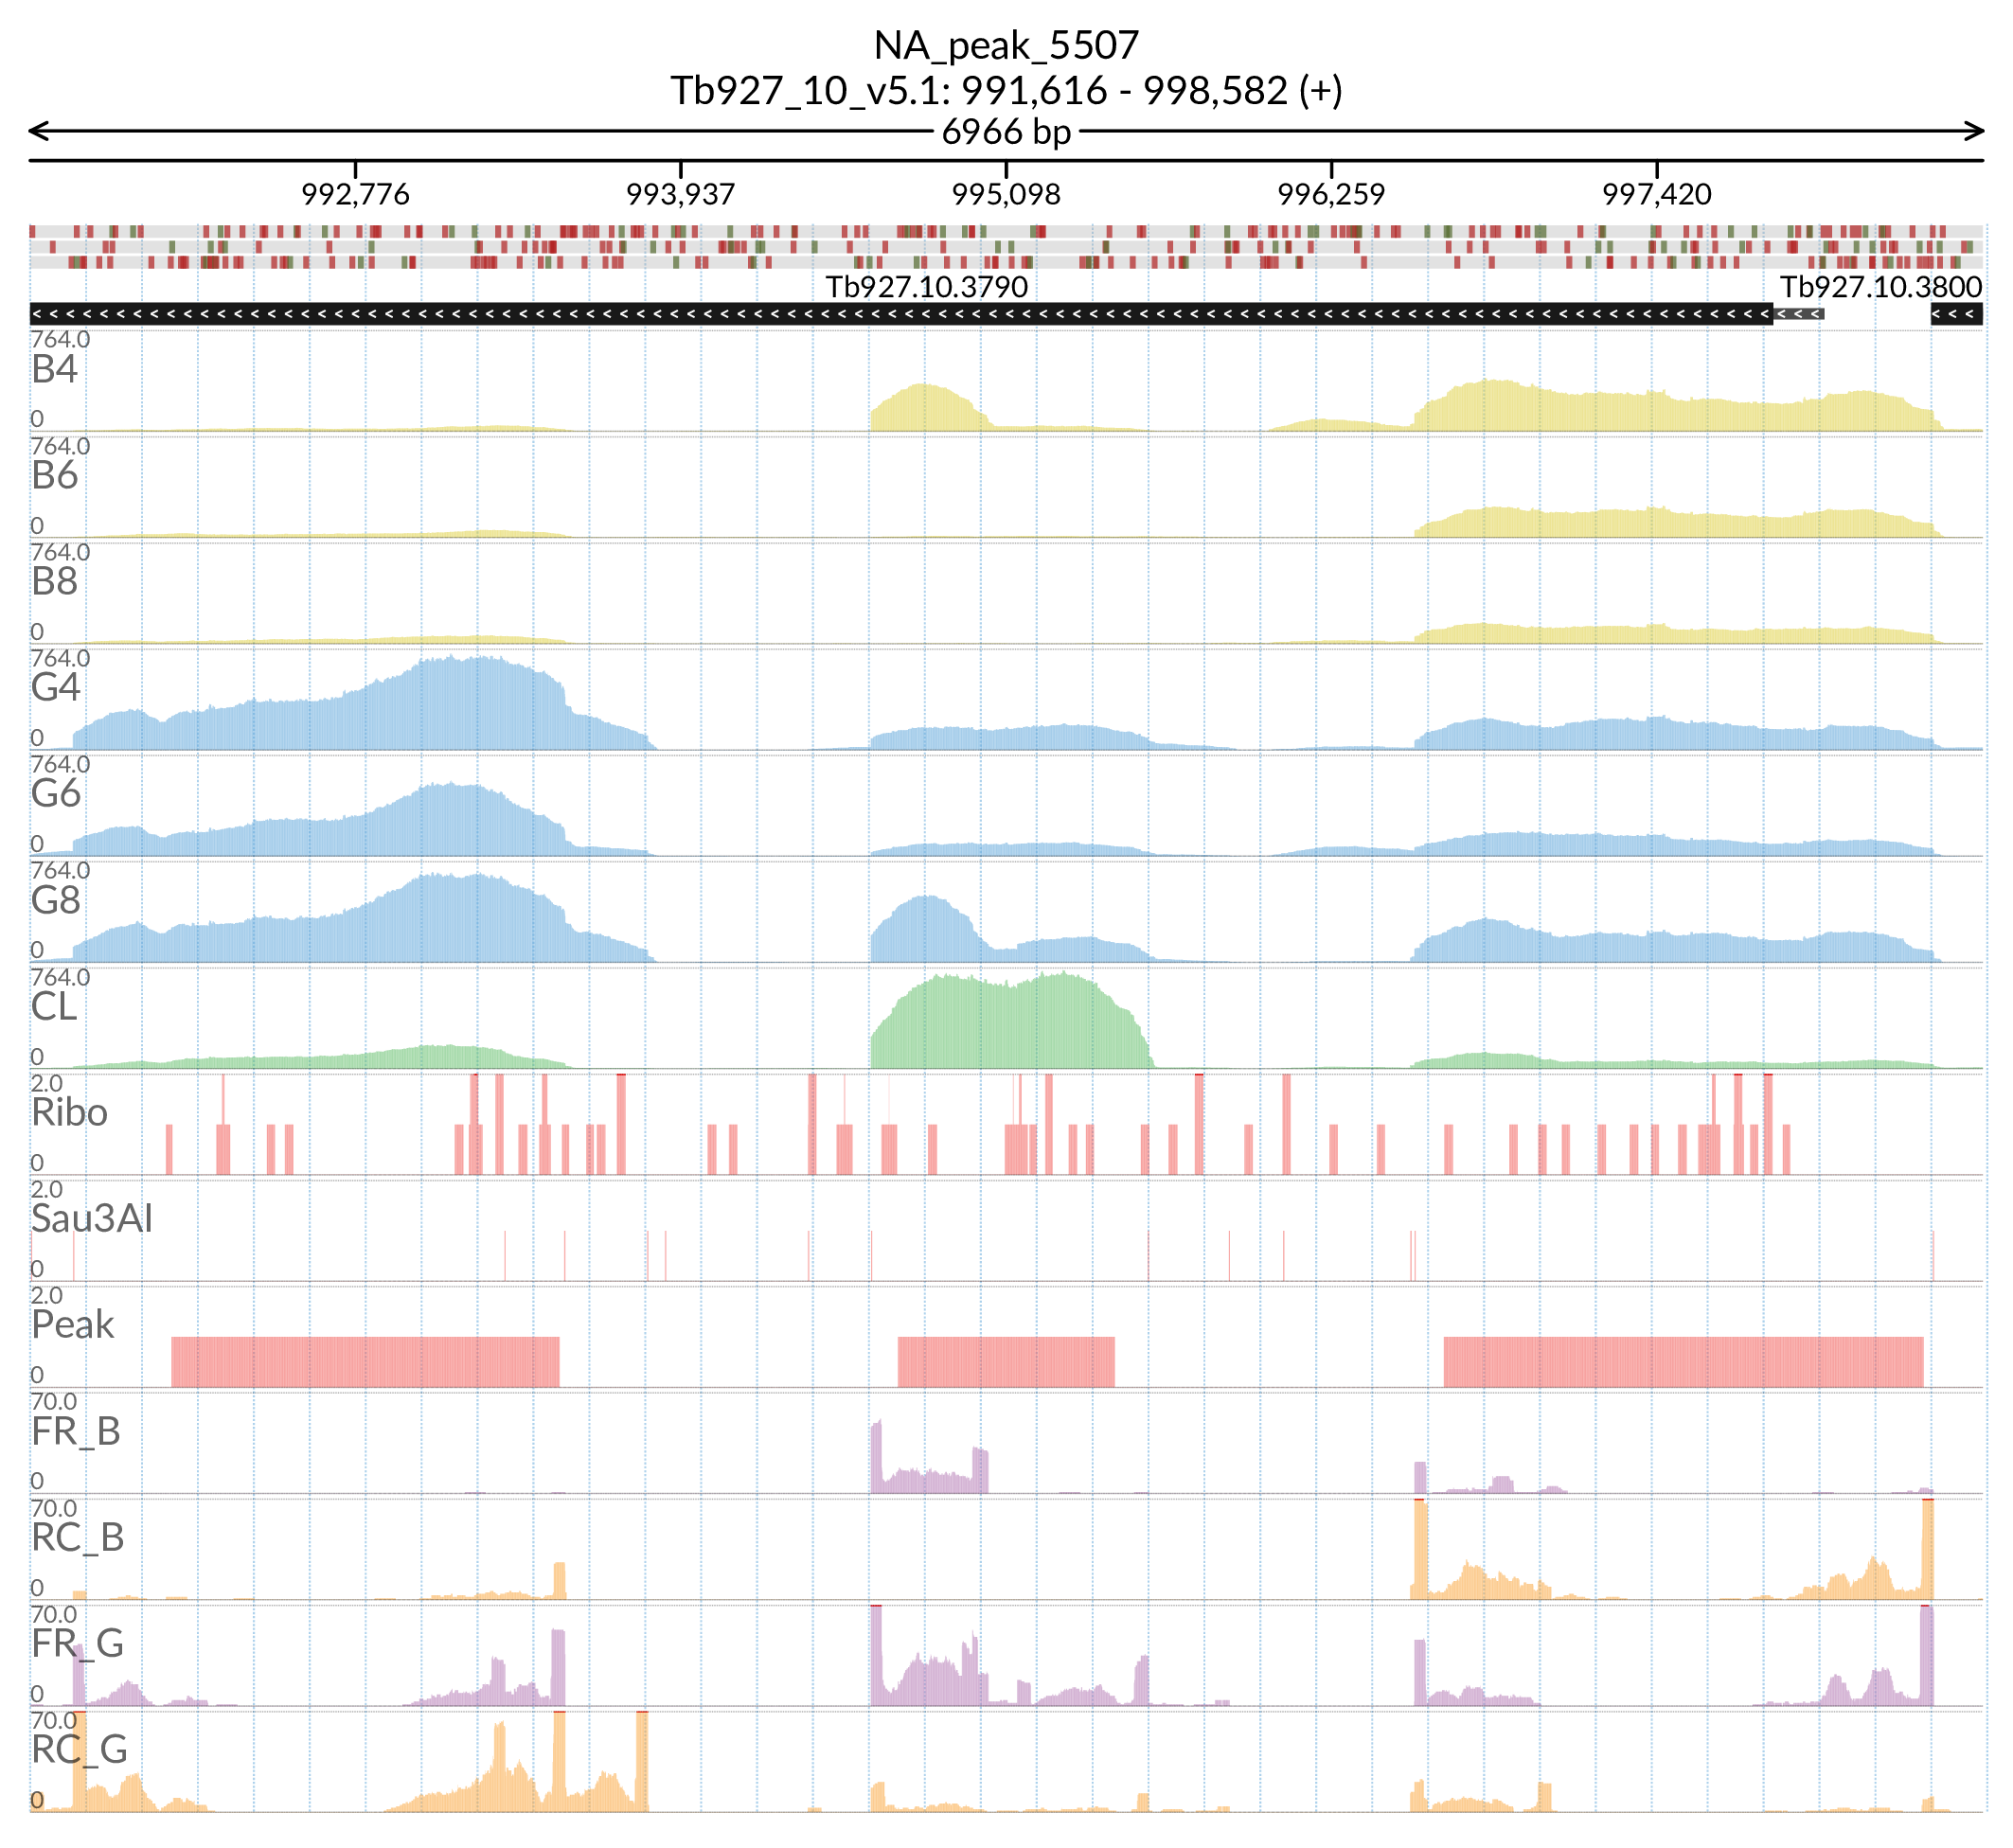 NA_peak_5507
Tb927_10_v5.1: 991,616 - 998,582 (+)
6966 bp
992,776 993,937 995,098 996,259 997,420
Tb927.10.3790 Tb927.10.3800
764.0
B4
0
764.0
B6
0
764.0
B8
0
764.0
G4
0
764.0
G6
0
764.0
G8
0
764.0
CL
0
2.0
Ribo
0
2.0
Sau3AI
0
2.0
Peak
0
70.0
FR_B
0
70.0
RC_B
0
70.0
FR_G
0
70.0
RC_G
0